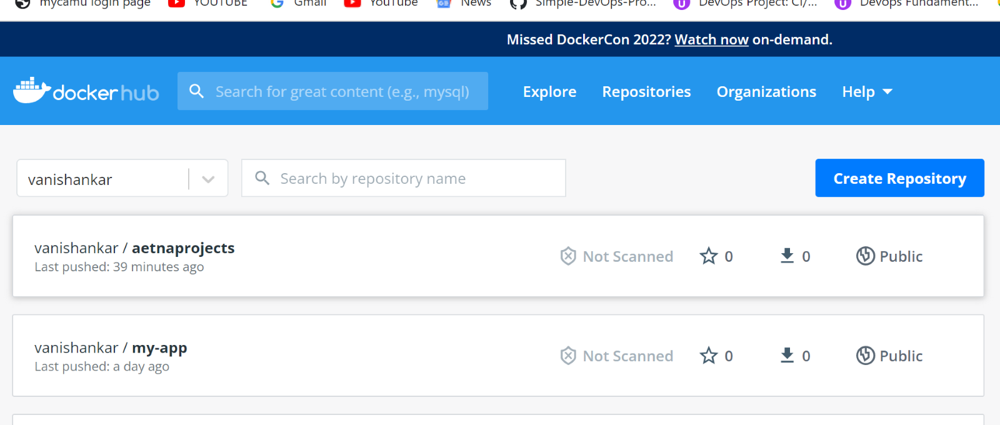 mycamu login page YOUTUBE Gmail YouTube News Simple-DevOps-Pro... DevOps Project: CI/... Devops Fundament...
Missed DockerCon 2022? Watch now on-demand.
dockerhub Search for great content (e.g., mysql) Explore Repositories Organizations Help
vanishankar Search by repository name Create Repository
vanishankar / aetnaprojects
Last pushed: 39 minutes ago
Not Scanned 0 0 Public
vanishankar / my-app
Last pushed: a day ago
Not Scanned 0 0 Public